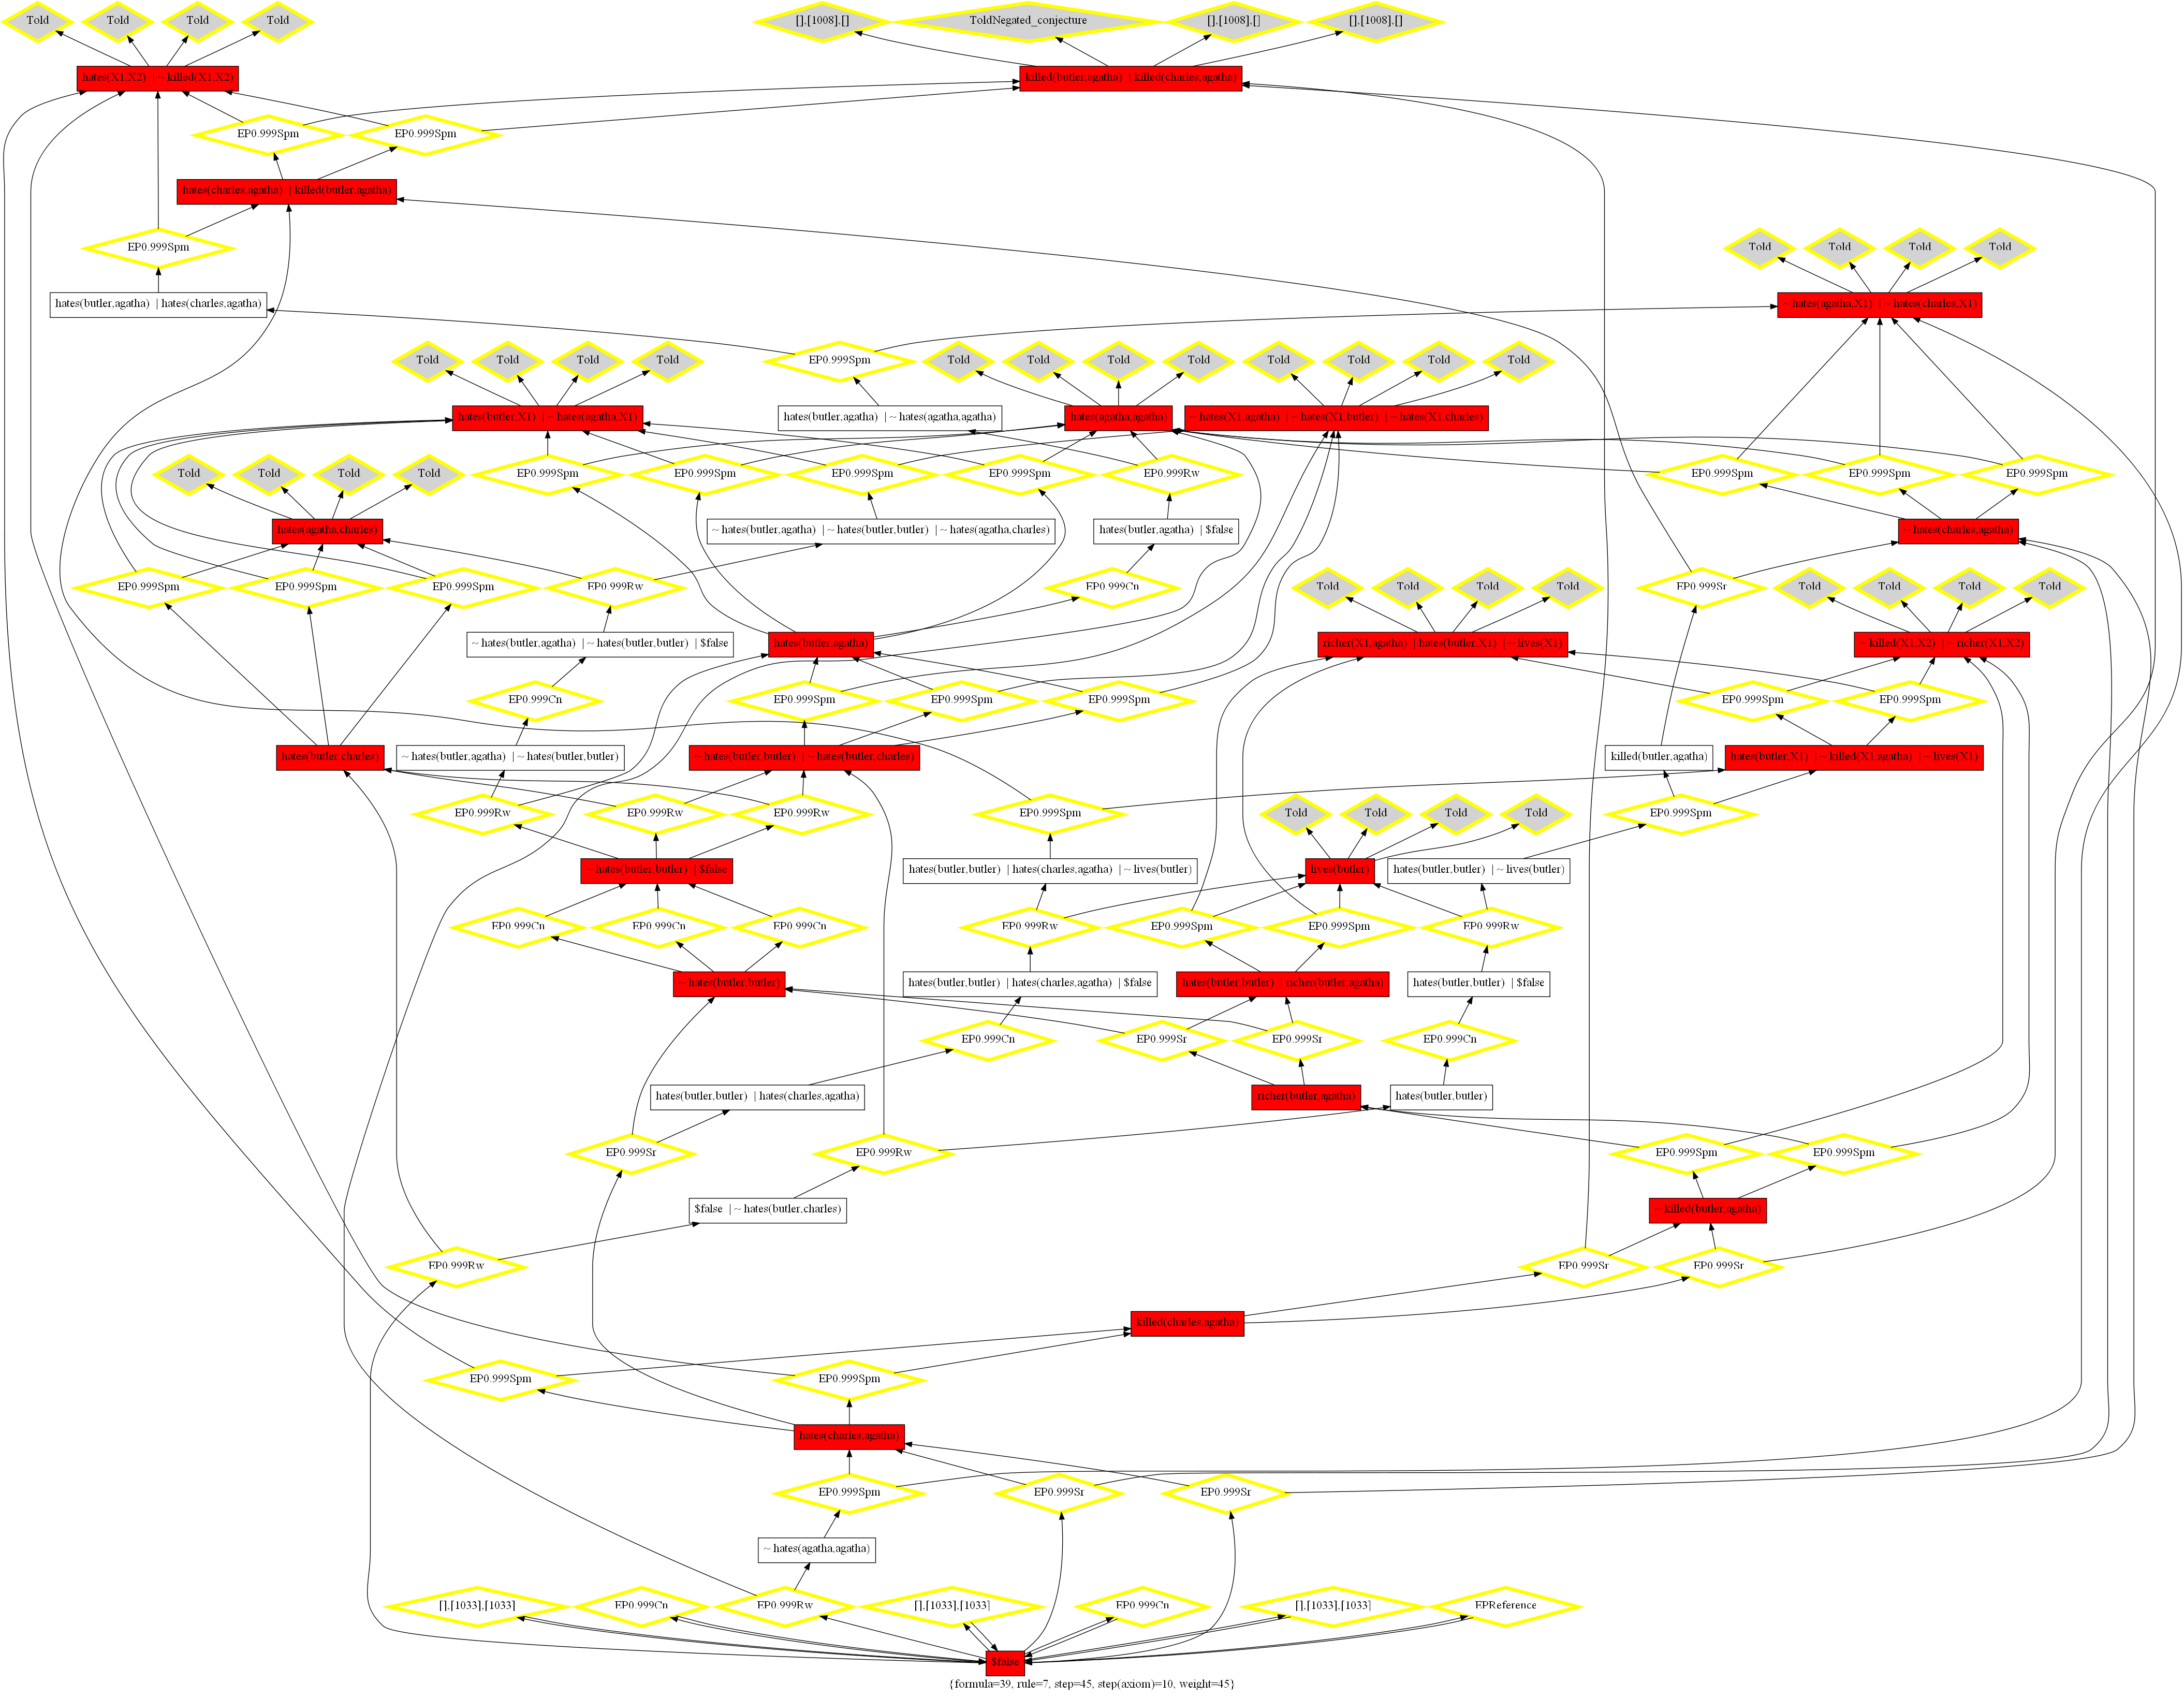 Told Told Told Told [].[1008].[] ToldNegated_conjecture [].[1008].[] [].[1008].[]
hates(X1,X2) | ~ killed(X1,X2) killed(butler,agatha) | killed(charles,agatha)
EP0.999Spm EP0.999Spm
hates(charles,agatha) | killed(butler,agatha)
EP0.999Spm Told Told Told Told
hates(butler,agatha) | hates(charles,agatha) ~ hates(agatha,X1) | ~ hates(charles,X1)
Told Told Told Told EP0.999Spm Told Told Told Told Told Told Told Told
hates(butler,X1) | ~ hates(agatha,X1) hates(butler,agatha) | ~ hates(agatha,agatha) hates(agatha,agatha) ~ hates(X1,agatha) | ~ hates(X1,butler) | ~ hates(X1,charles)
Told Told Told Told EP0.999Spm EP0.999Spm EP0.999Spm EP0.999Spm EP0.999Rw EP0.999Spm EP0.999Spm EP0.999Spm
hates(agatha,charles) ~ hates(butler,agatha) | ~ hates(butler,butler) | ~ hates(agatha,charles) hates(butler,agatha) | $false ~ hates(charles,agatha)
EP0.999Spm EP0.999Spm EP0.999Spm EP0.999Rw EP0.999Cn Told Told Told Told EP0.999Sr Told Told Told Told
~ hates(butler,agatha) | ~ hates(butler,butler) | $false hates(butler,agatha) richer(X1,agatha) | hates(butler,X1) | ~ lives(X1) ~ killed(X1,X2) | ~ richer(X1,X2)
EP0.999Cn EP0.999Spm EP0.999Spm EP0.999Spm EP0.999Spm EP0.999Spm
hates(butler,charles) ~ hates(butler,agatha) | ~ hates(butler,butler) ~ hates(butler,butler) | ~ hates(butler,charles) killed(butler,agatha) hates(butler,X1) | ~ killed(X1,agatha) | ~ lives(X1)
EP0.999Rw EP0.999Rw EP0.999Rw EP0.999Spm Told Told Told Told EP0.999Spm
~ hates(butler,butler) | $false hates(butler,butler) | hates(charles,agatha) | ~ lives(butler) lives(butler) hates(butler,butler) | ~ lives(butler)
EP0.999Cn EP0.999Cn EP0.999Cn EP0.999Rw EP0.999Spm EP0.999Spm EP0.999Rw
~ hates(butler,butler) hates(butler,butler) | hates(charles,agatha) | $false hates(butler,butler) | richer(butler,agatha) hates(butler,butler) | $false
EP0.999Cn EP0.999Sr EP0.999Sr EP0.999Cn
hates(butler,butler) | hates(charles,agatha) richer(butler,agatha) hates(butler,butler)
EP0.999Sr EP0.999Rw EP0.999Spm EP0.999Spm
$false | ~ hates(butler,charles) ~ killed(butler,agatha)
EP0.999Rw EP0.999Sr EP0.999Sr
killed(charles,agatha)
EP0.999Spm EP0.999Spm
hates(charles,agatha)
EP0.999Spm EP0.999Sr EP0.999Sr
~ hates(agatha,agatha)
[].[1033].[1033] EP0.999Cn EP0.999Rw [].[1033].[1033] EP0.999Cn [].[1033].[1033] EPReference
$false
{formula=39, rule=7, step=45, step(axiom)=10, weight=45}